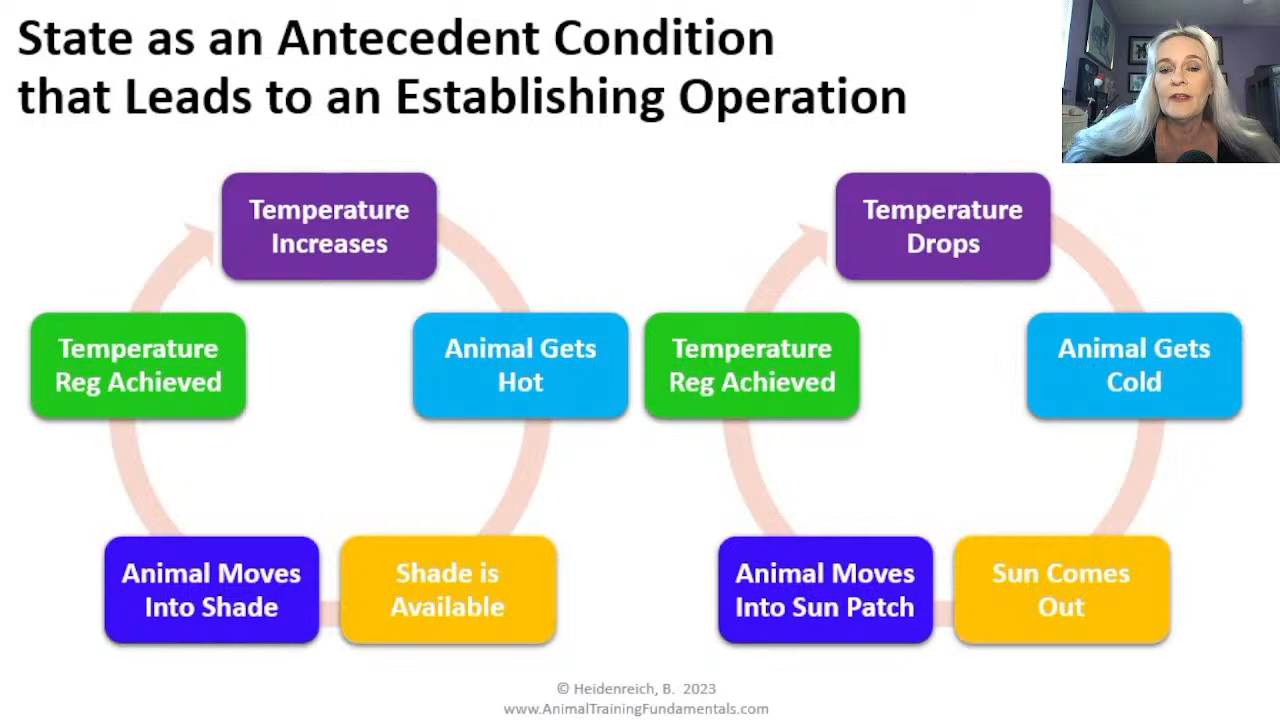 State as an Antecedent Condition
that Leads to an Establishing Operation
Temperature
Increases
Animal Gets
Hot
Shade is
Available
Animal Moves
Into Shade
Temperature
Reg Achieved
Temperature
Drops
Animal Gets
Cold
Sun Comes
Out
Animal Moves
Into Sun Patch
Temperature
Reg Achieved
© Heidenreich, B. 2023
www.AnimalTrainingFundamentals.com